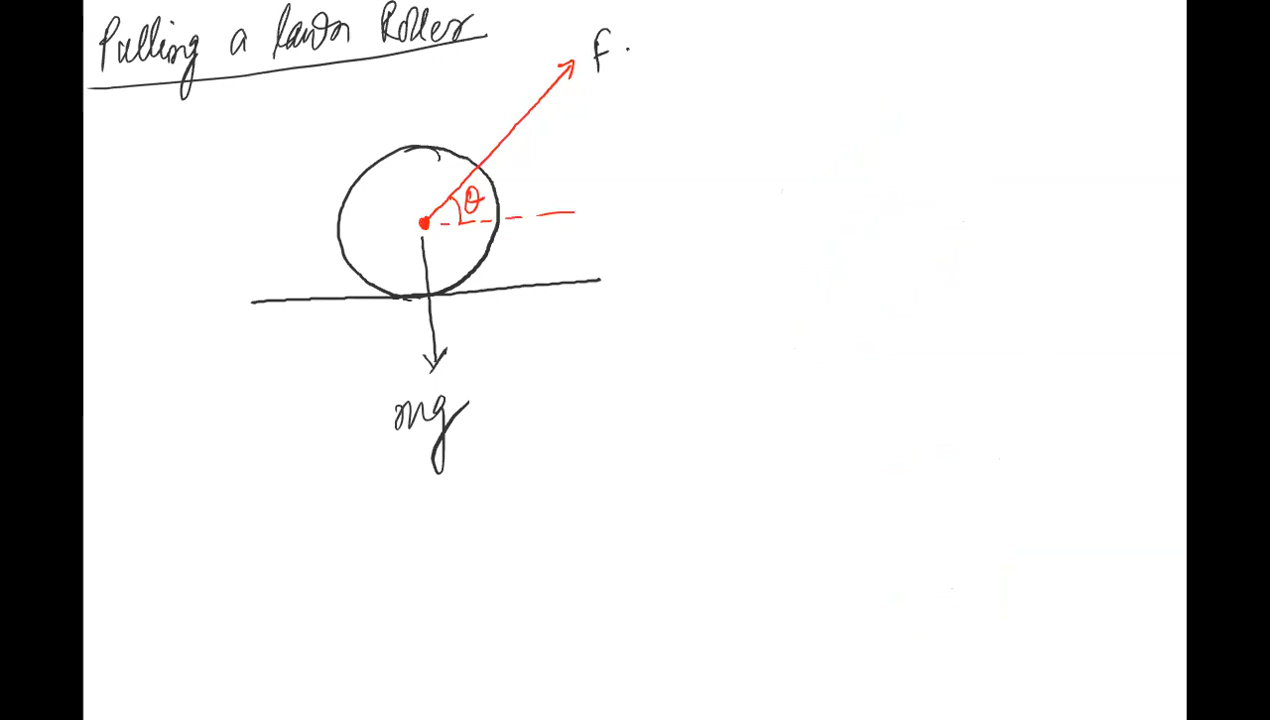 Pulling a lawn Roller
F.
θ
mg